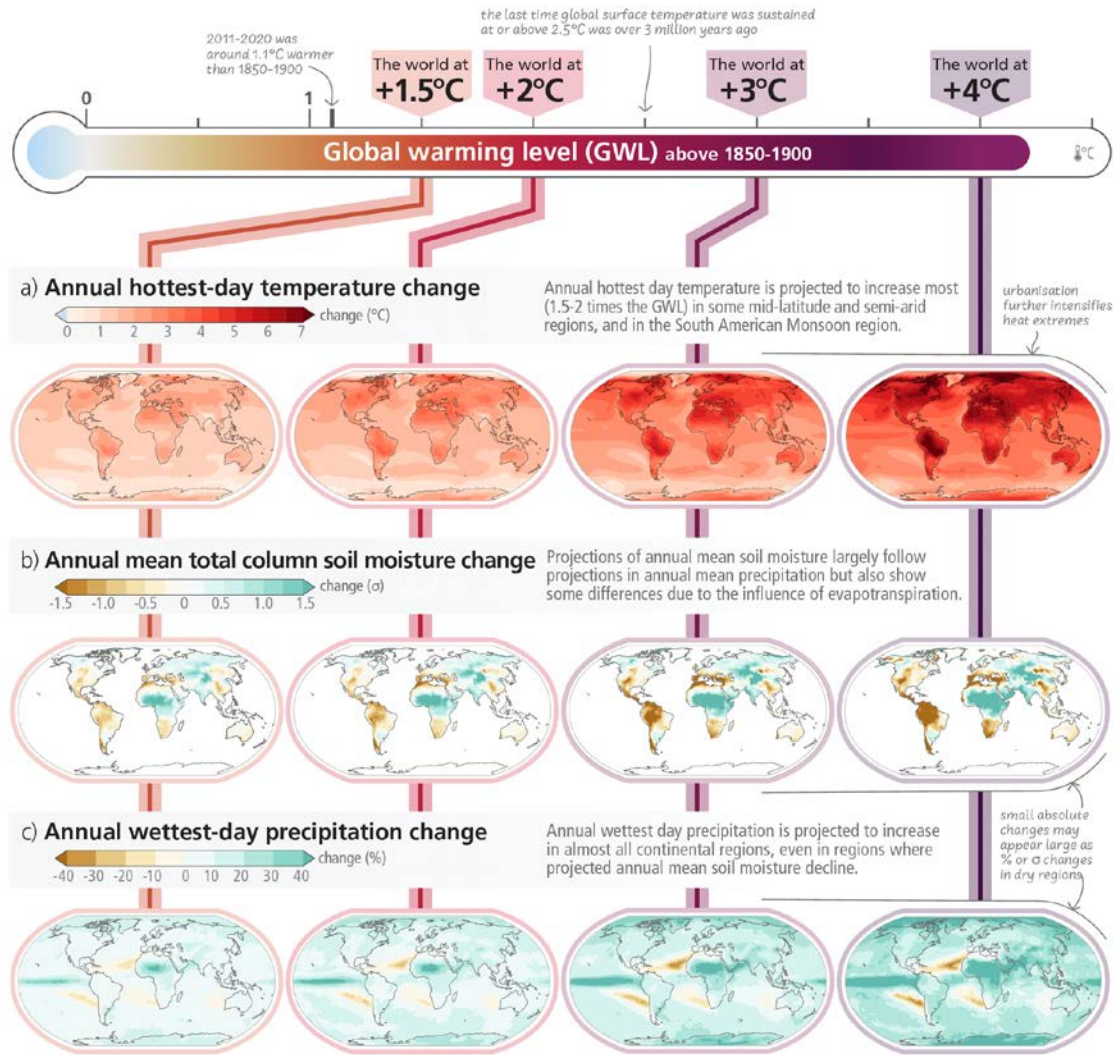 the last time global surface temperature was sustained
at or above 2.5°C was over 3 million years ago
2011-2020 was
around 1.1°C warmer
than 1850-1900
The world at
+1.5°C
The world at
+2°C
The world at
+3°C
The world at
+4°C
0
1
Global warming level (GWL) above 1850-1900
°C
a) Annual hottest-day temperature change
change (°C)
0 1 2 3 4 5 6 7
Annual hottest day temperature is projected to increase most
(1.5-2 times the GWL) in some mid-latitude and semi-arid
regions, and in the South American Monsoon region.
urbanisation
further intensifies
heat extremes
b) Annual mean total column soil moisture change
change (σ)
-1.5 -1.0 -0.5 0 0.5 1.0 1.5
Projections of annual mean soil moisture largely follow
projections in annual mean precipitation but also show
some differences due to the influence of evapotranspiration.
c) Annual wettest-day precipitation change
change (%)
-40 -30 -20 -10 0 10 20 30 40
Annual wettest day precipitation is projected to increase
in almost all continental regions, even in regions where
projected annual mean soil moisture decline.
small absolute
changes may
appear large as
% or σ changes
in dry regions